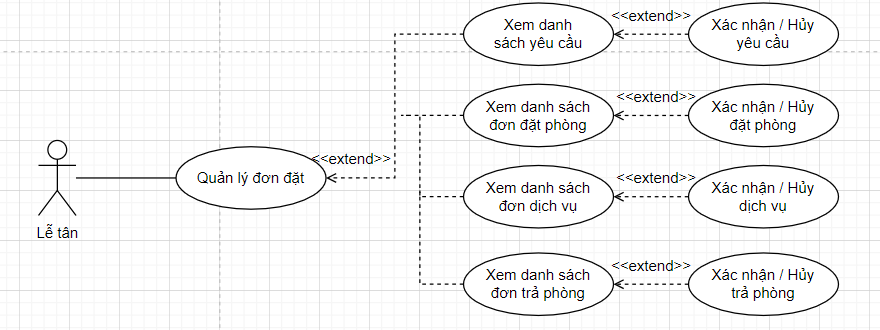 Xem danh
sách yêu cầu
<<extend>>
Xác nhận / Hủy
yêu cầu
Xem danh sách
đơn đặt phòng
<<extend>>
Xác nhận / Hủy
đặt phòng
<<extend>>
Quản lý đơn đặt
Lễ tân
Xem danh sách
đơn dịch vụ
<<extend>>
Xác nhận / Hủy
dịch vụ
Xem danh sách
đơn trả phòng
<<extend>>
Xác nhận / Hủy
trả phòng